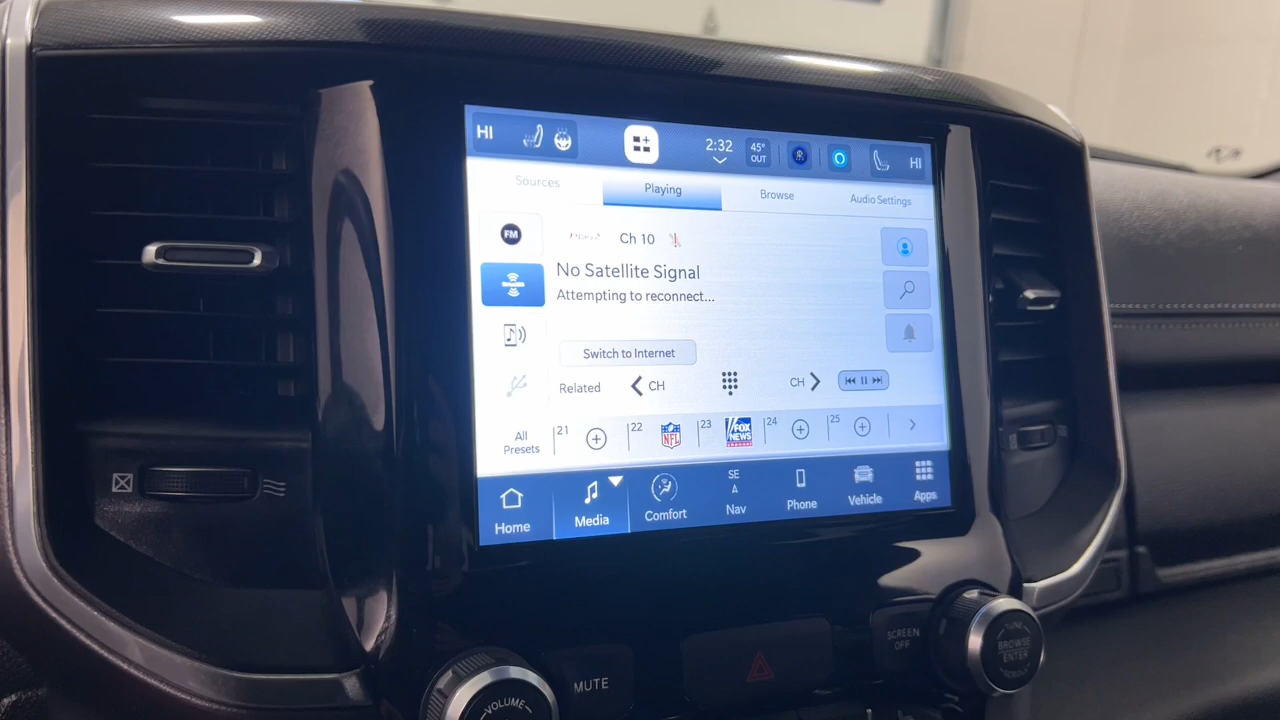 HI
2:32
45°
OUT
HI
Sources
Playing
Browse
Audio Settings
FM
Ch 10
SiriusXM
No Satellite Signal
Attempting to reconnect...
Switch to Internet
Related
CH
CH
All
Presets
21
22
NFL
23
FOX
NEWS
24
25
Home
Media
Comfort
SE
Nav
Phone
Vehicle
Apps
VOLUME
MUTE
SCREEN
OFF
TUNE
BROWSE
ENTER
SCROLL